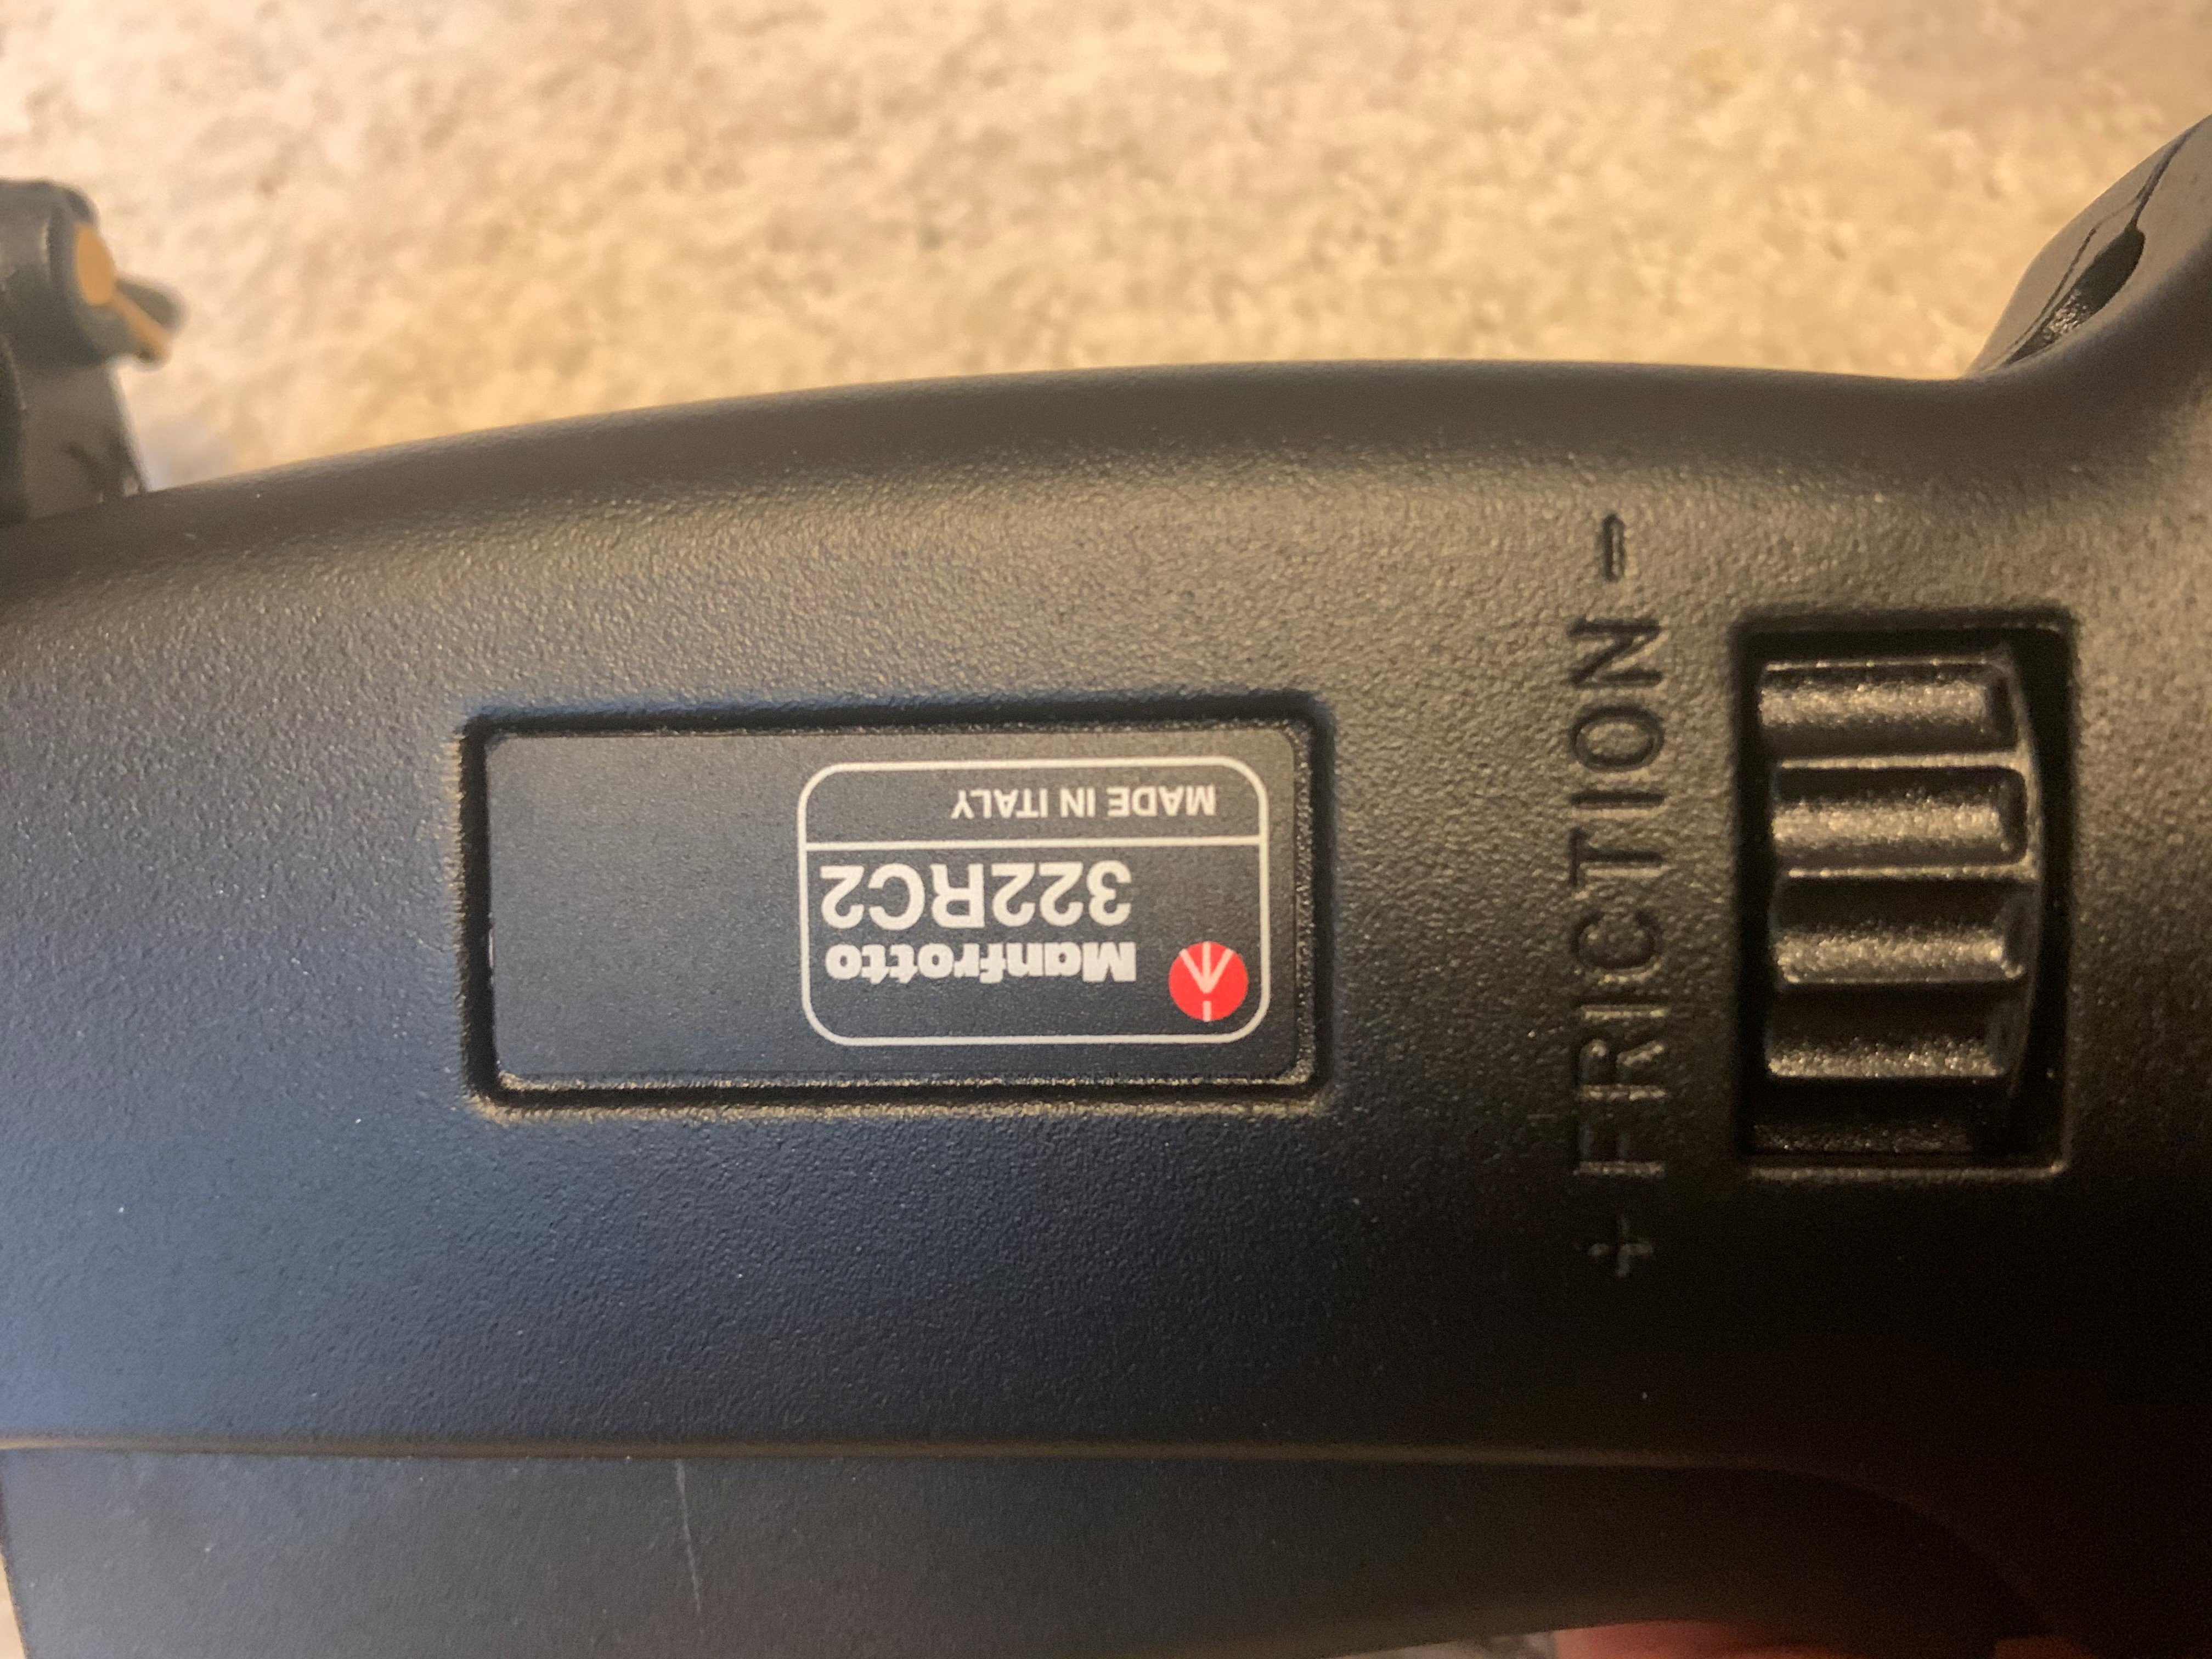 Manfrotto
322RC2
MADE IN ITALY
+ FRICTION -